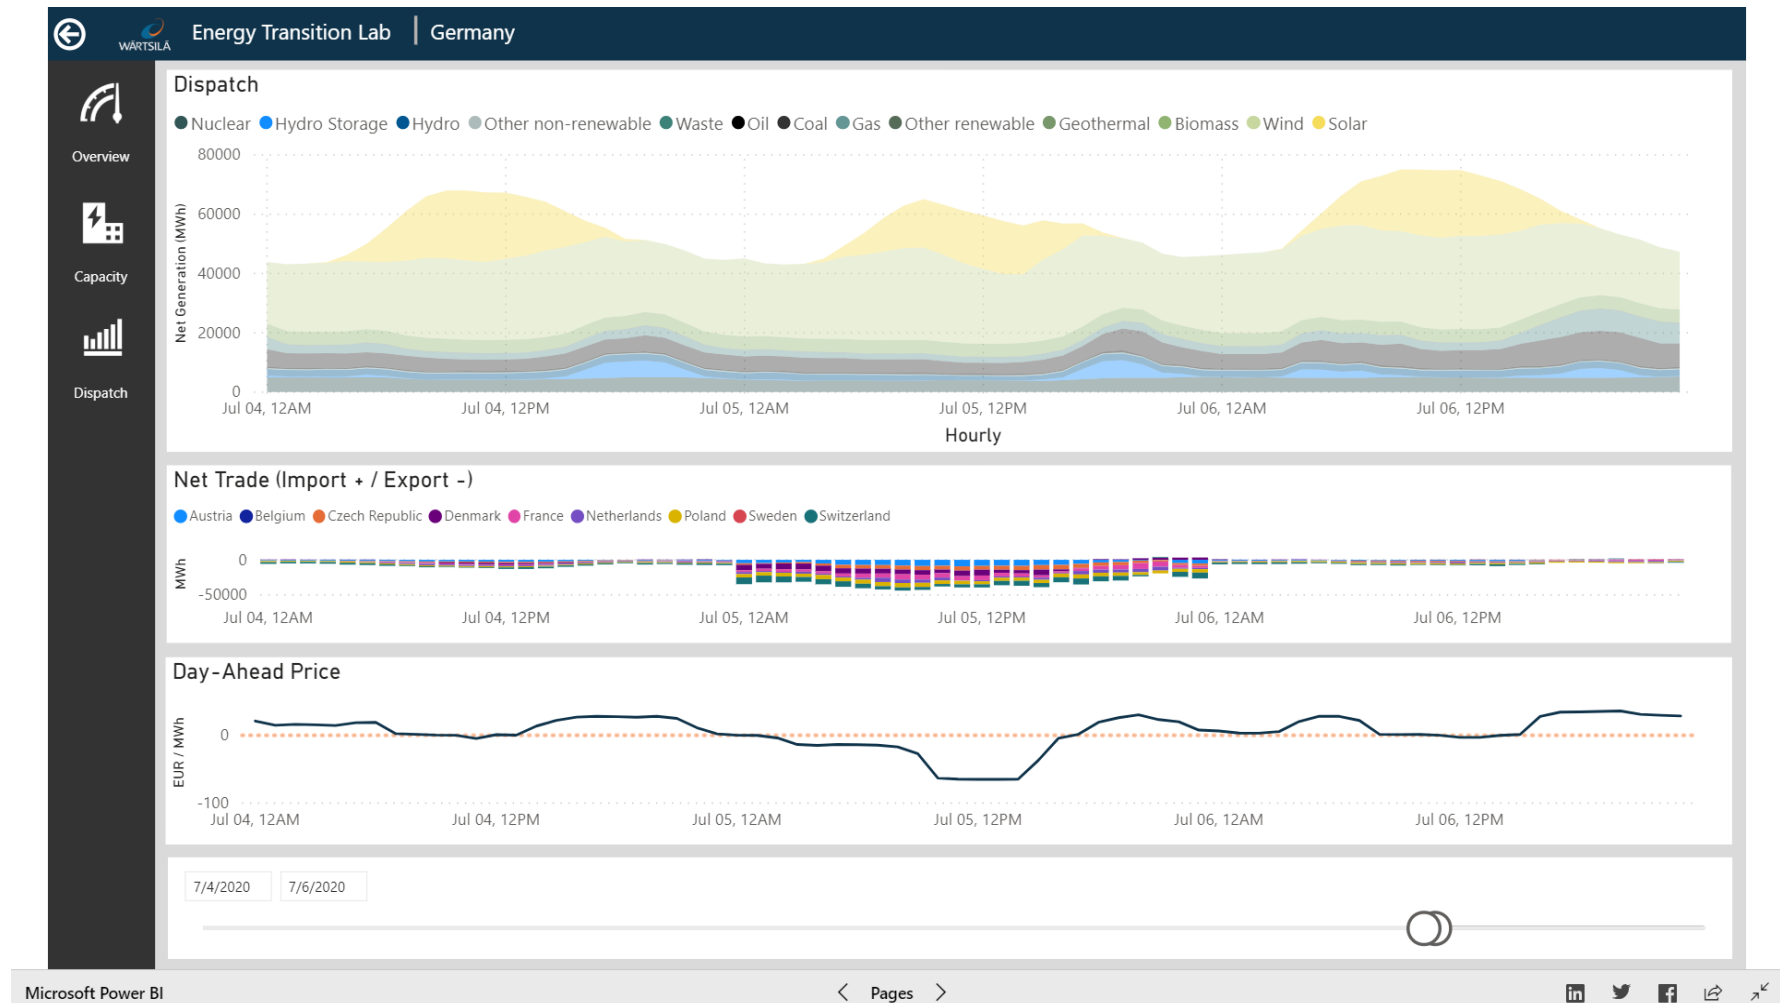 WÄRTSILÄ Energy Transition Lab | Germany
Overview
Capacity
Dispatch
Dispatch
Nuclear Hydro Storage Hydro Other non-renewable Waste Oil Coal Gas Other renewable Geothermal Biomass Wind Solar
Net Generation (MWh)
80000
60000
40000
20000
0
Jul 04, 12AM Jul 04, 12PM Jul 05, 12AM Jul 05, 12PM Jul 06, 12AM Jul 06, 12PM
Hourly
Net Trade (Import + / Export -)
Austria Belgium Czech Republic Denmark France Netherlands Poland Sweden Switzerland
MWh
0
-50000
Jul 04, 12AM Jul 04, 12PM Jul 05, 12AM Jul 05, 12PM Jul 06, 12AM Jul 06, 12PM
Day-Ahead Price
EUR / MWh
0
-100
Jul 04, 12AM Jul 04, 12PM Jul 05, 12AM Jul 05, 12PM Jul 06, 12AM Jul 06, 12PM
7/4/2020 7/6/2020
Microsoft Power BI < Pages >